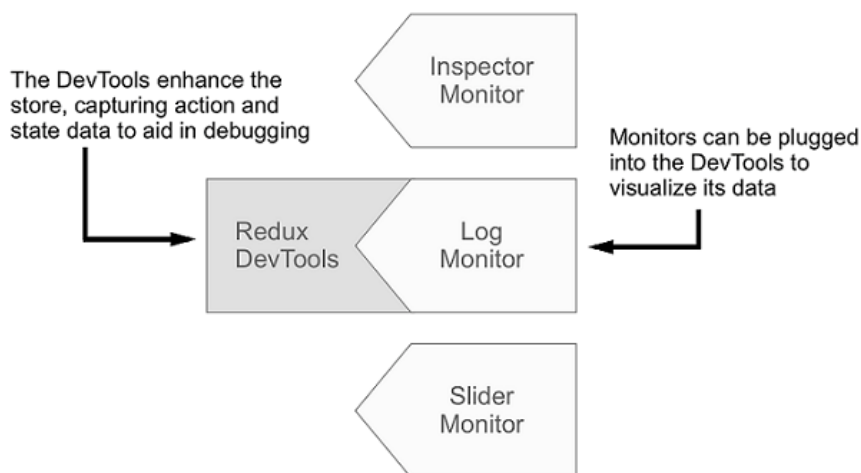 Inspector
Monitor
The DevTools enhance the
store, capturing action and
state data to aid in debugging
Monitors can be plugged
into the DevTools to
visualize its data
Redux
DevTools
Log
Monitor
Slider
Monitor